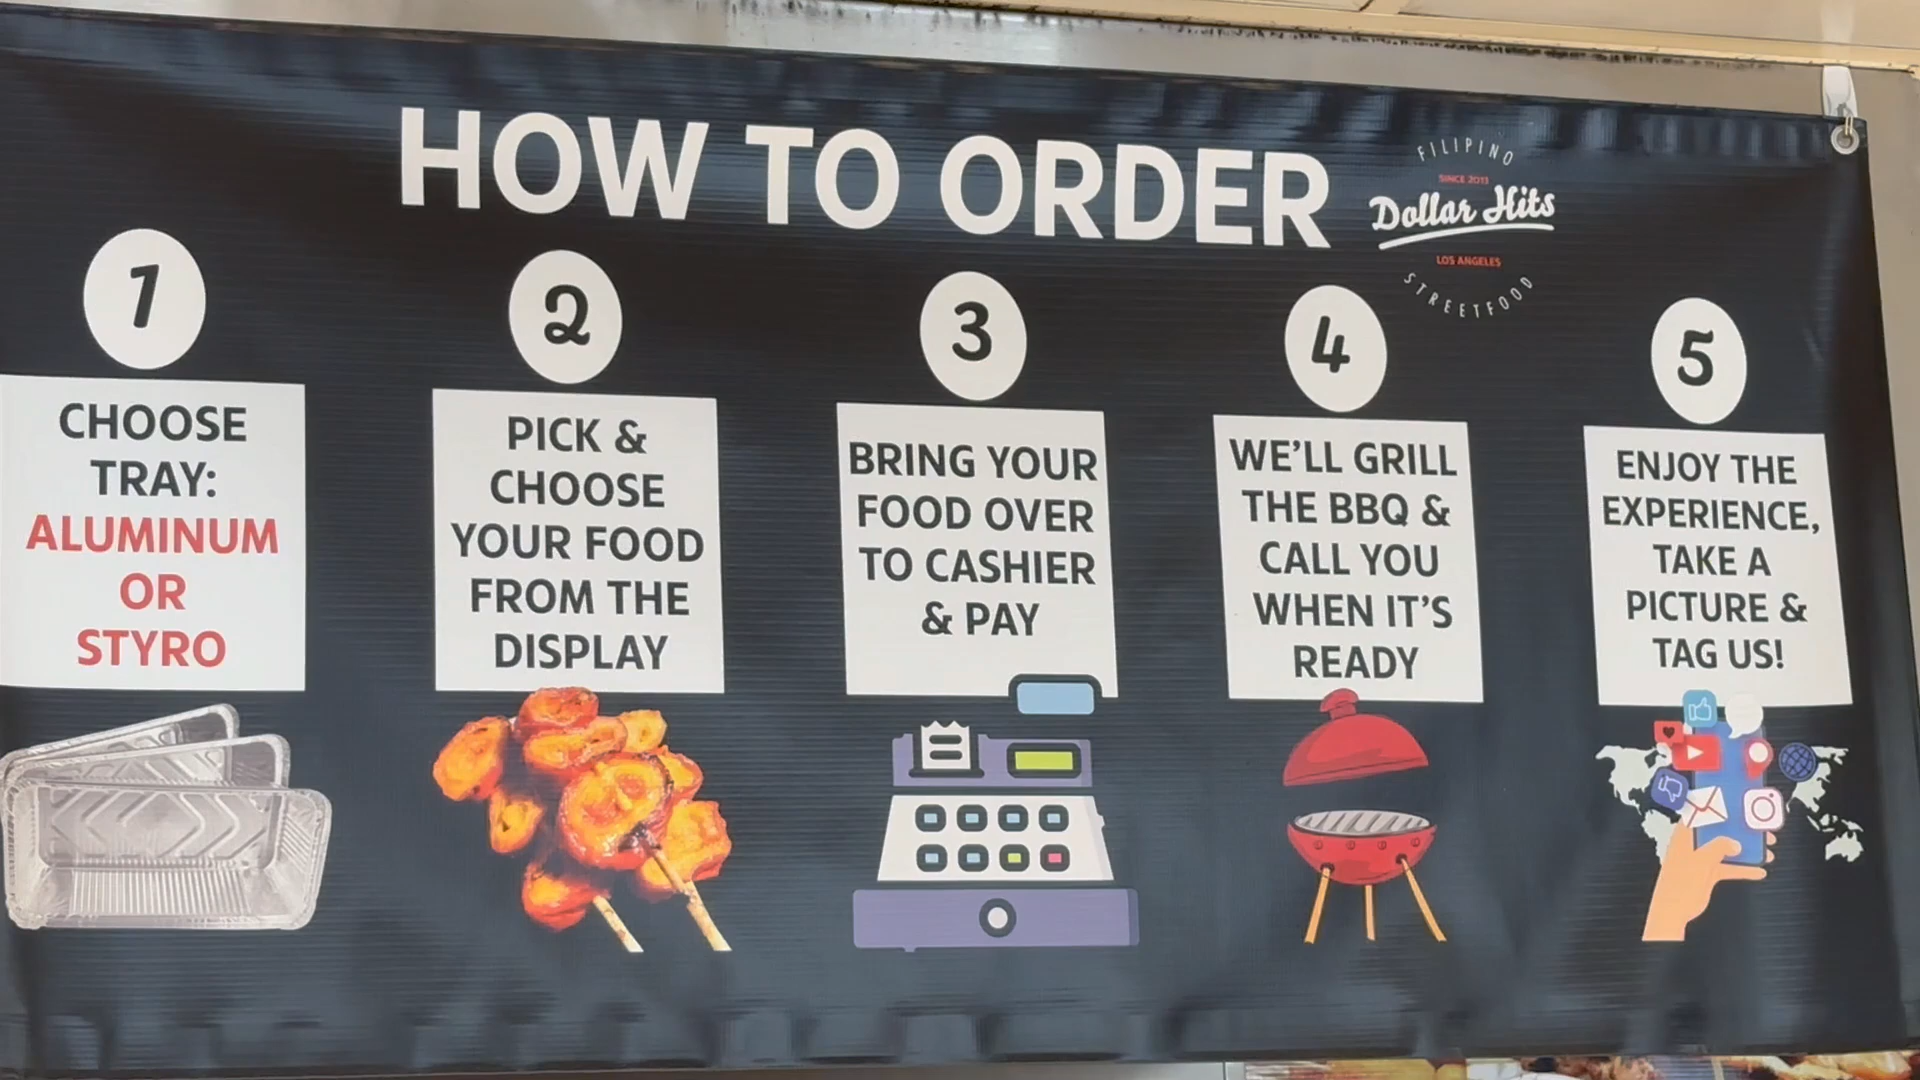 HOW TO ORDER
FILIPINO
SINCE 2013
Dollar Hits
LOS ANGELES
STREETFOOD
1
CHOOSE
TRAY:
ALUMINUM
OR
STYRO
2
PICK &
CHOOSE
YOUR FOOD
FROM THE
DISPLAY
3
BRING YOUR
FOOD OVER
TO CASHIER
& PAY
4
WE'LL GRILL
THE BBQ &
CALL YOU
WHEN IT'S
READY
5
ENJOY THE
EXPERIENCE,
TAKE A
PICTURE &
TAG US!